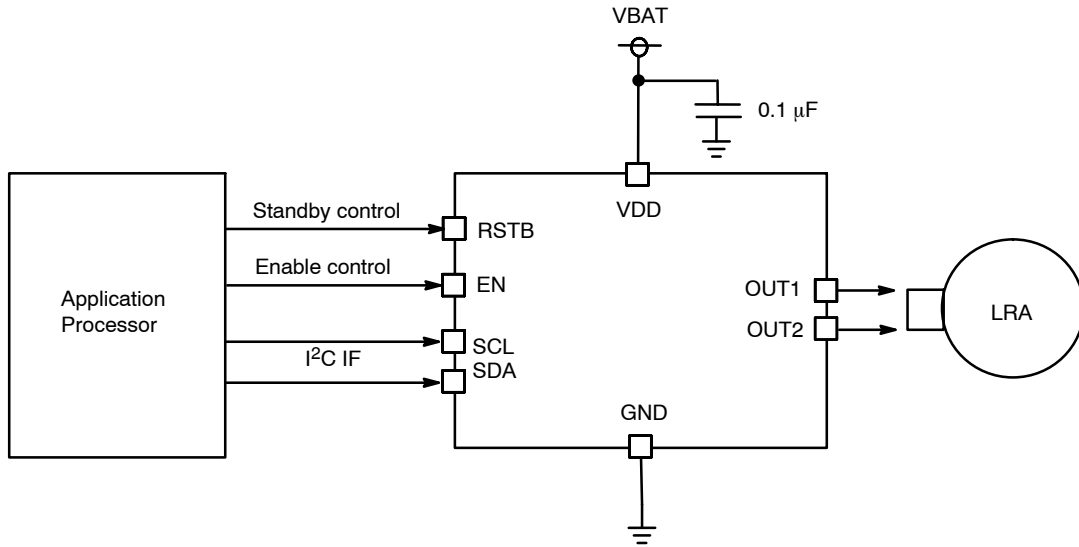 VBAT
0.1 μF
VDD
Standby control
RSTB
Enable control
EN
Application
Processor
I²C IF
SCL
SDA
OUT1
OUT2
LRA
GND